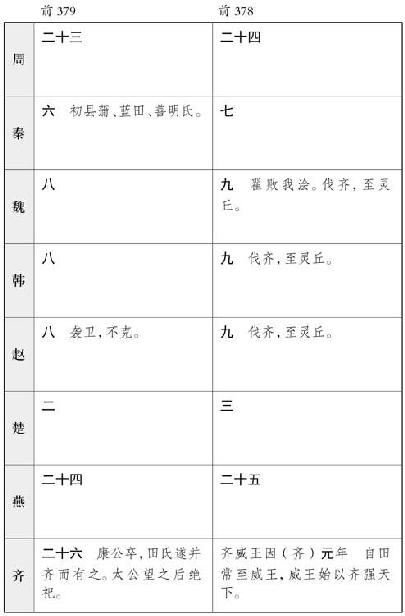 前 379
前 378
周
二十三
二十四
秦
六 初县蒲、蓝田、善明氏。
七
魏
八
九 翟败我浍。伐齐,至灵
丘。
韩
八
九 伐齐,至灵丘。
赵
八 袭卫,不克。
九 伐齐,至灵丘。
楚
二
三
燕
二十四
二十五
齐
二十六 康公卒,田氏遂并
齐而有之。太公望之后绝
祀。
齐威王因(齐)元年 自田
常至威王,威王始以齐强天
下。